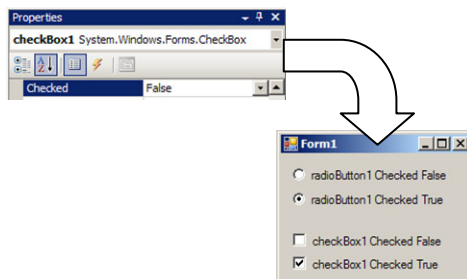 Properties
checkBox1 System.Windows.Forms.CheckBox
Checked False
Form1
radioButton1 Checked False
radioButton1 Checked True
checkBox1 Checked False
checkBox1 Checked True